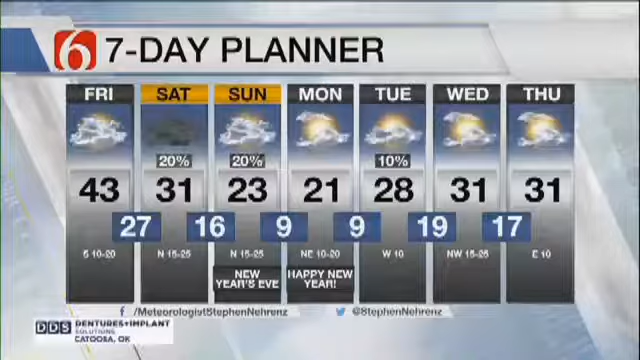 6 7-DAY PLANNER
FRI SAT SUN MON TUE WED THU
20% 20% 10%
43 31 23 21 28 31 31
27 16 9 9 19 17
S 10-20 N 15-25 N 15-25 NE 10-20 W 10 NW 15-25 E 10
NEW YEAR'S EVE
HAPPY NEW YEAR!
f /MeteorologistStephenNehrenz @StephenNehrenz
DDS DENTURES+IMPLANT
SOLUTIONS
CATOOSA, OK